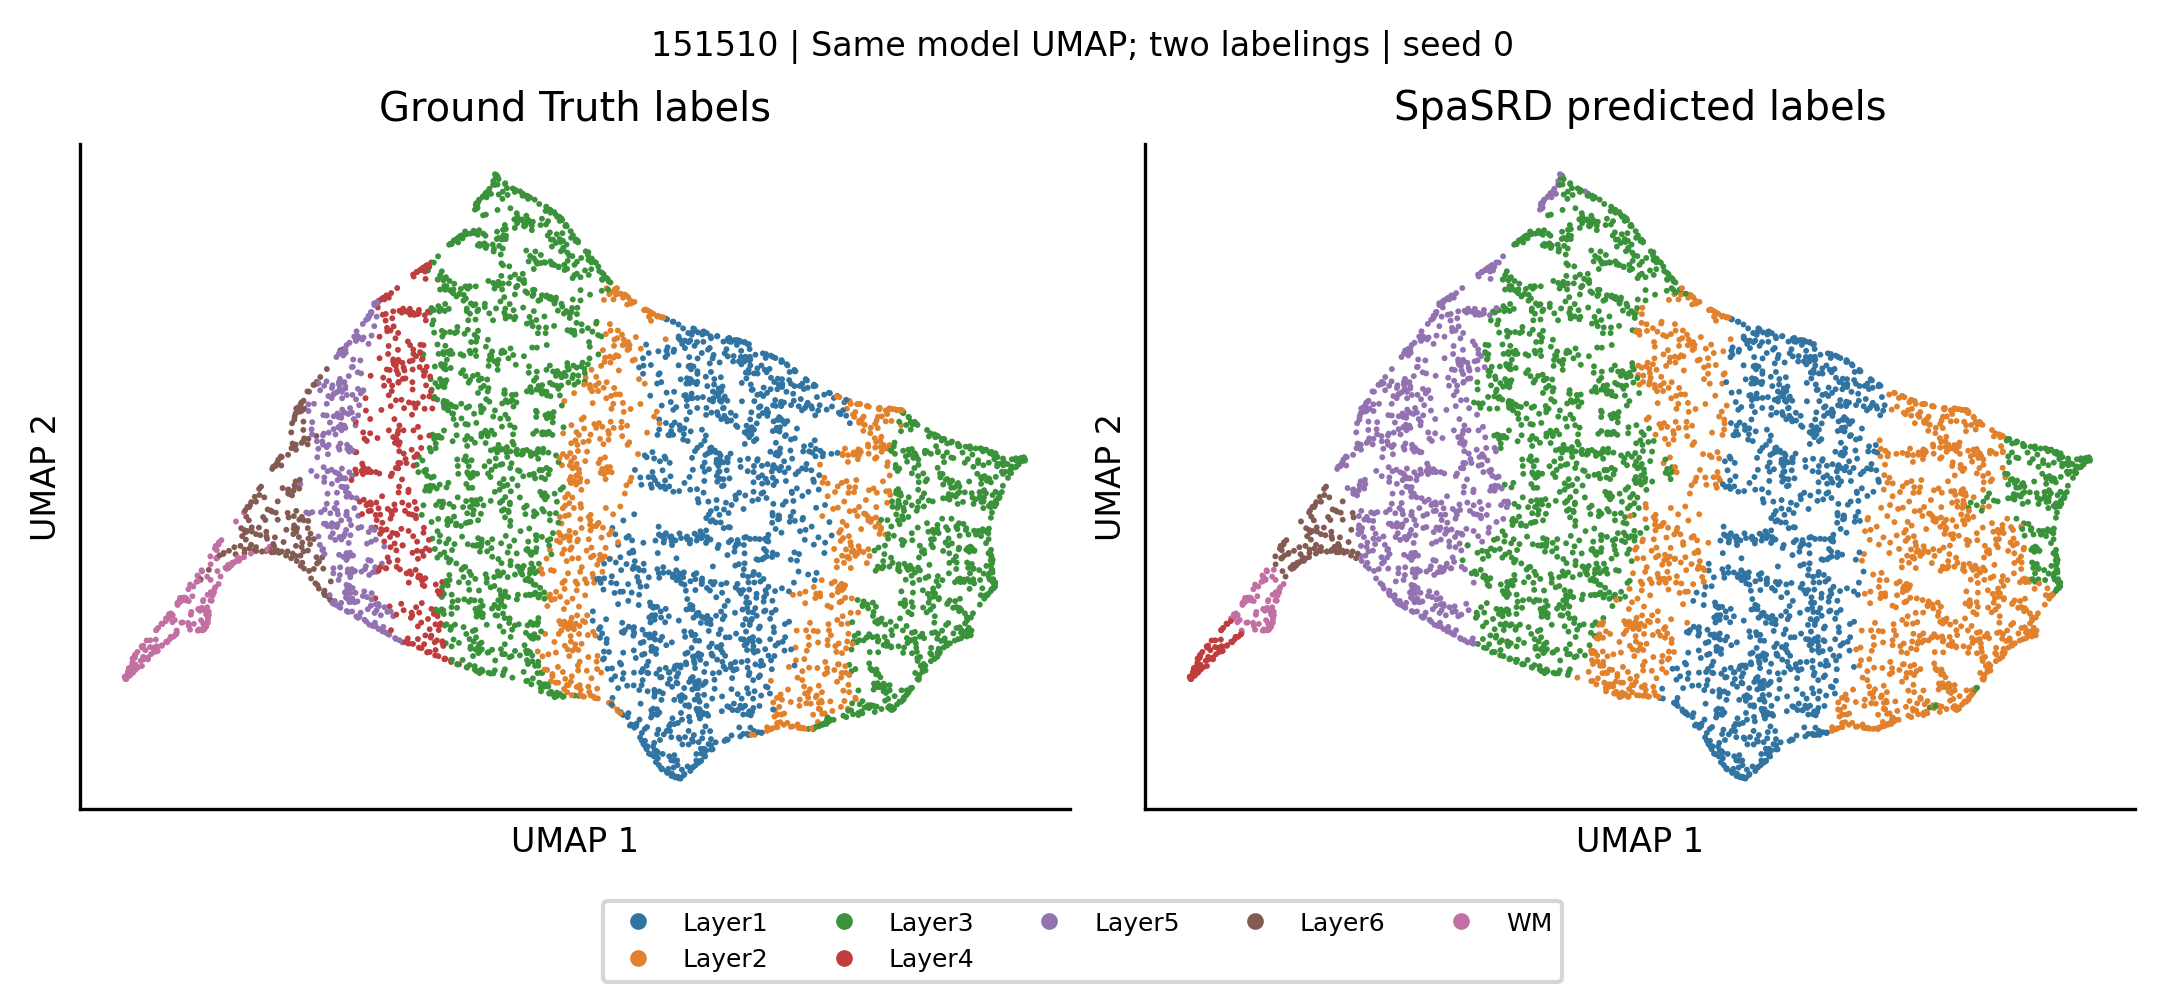 151510 | Same model UMAP; two labelings | seed 0
Ground Truth labels
SpaSRD predicted labels
UMAP 2
UMAP 2
UMAP 1
UMAP 1
Layer1 Layer3 Layer5 Layer6 WM
Layer2 Layer4